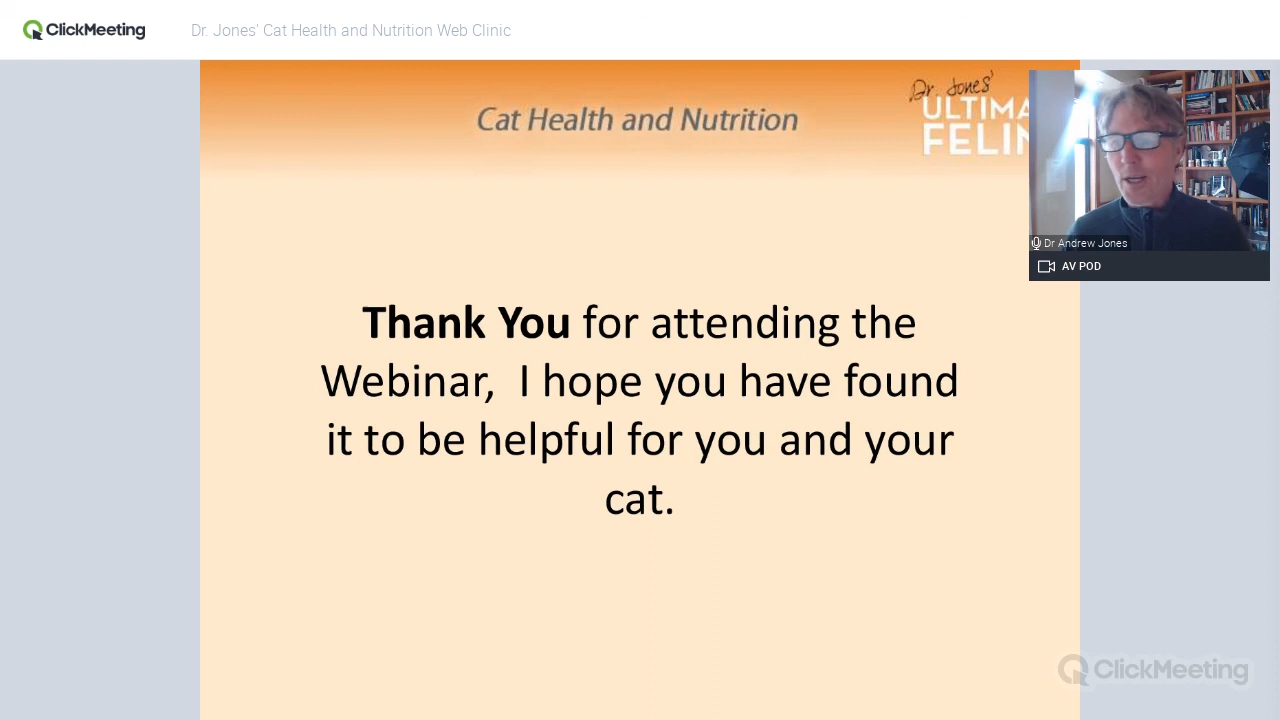 ClickMeeting
Dr. Jones' Cat Health and Nutrition Web Clinic
Cat Health and Nutrition
Dr. Jones'
Dr Andrew Jones
AV POD
Thank You for attending the
Webinar,  I hope you have found
it to be helpful for you and your
cat.
ClickMeeting